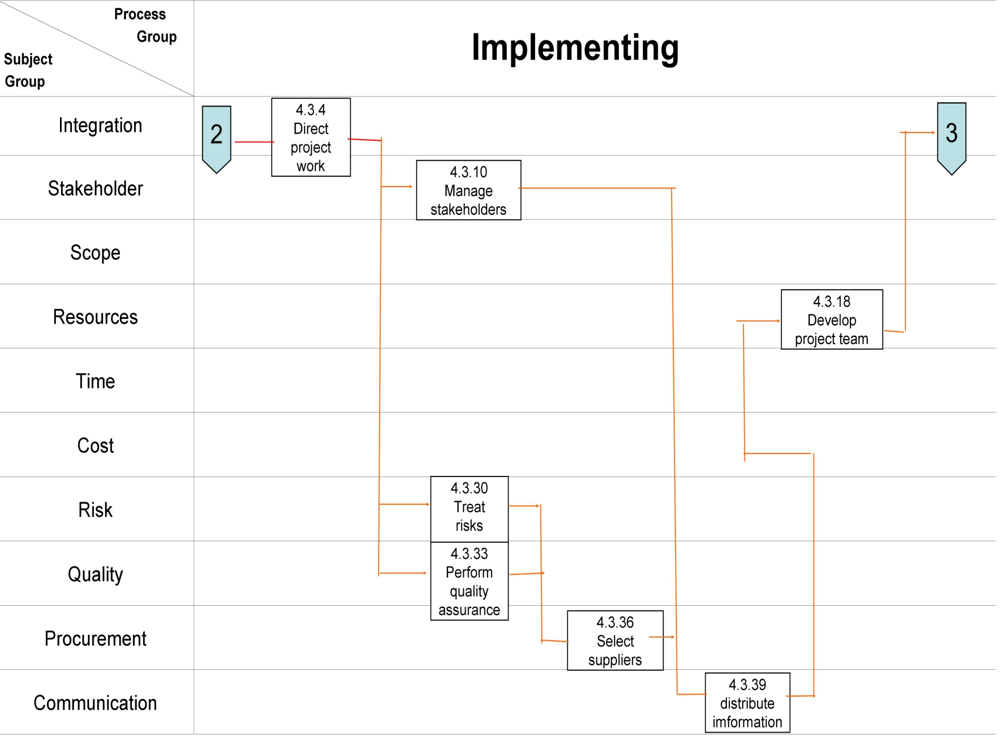 Process
Group
Subject
Group
Implementing
Integration
2
4.3.4
Direct
project
work
3
Stakeholder
4.3.10
Manage
stakeholders
Scope
Resources
4.3.18
Develop
project team
Time
Cost
Risk
4.3.30
Treat
risks
Quality
4.3.33
Perform
quality
assurance
Procurement
4.3.36
Select
suppliers
Communication
4.3.39
distribute
imformation